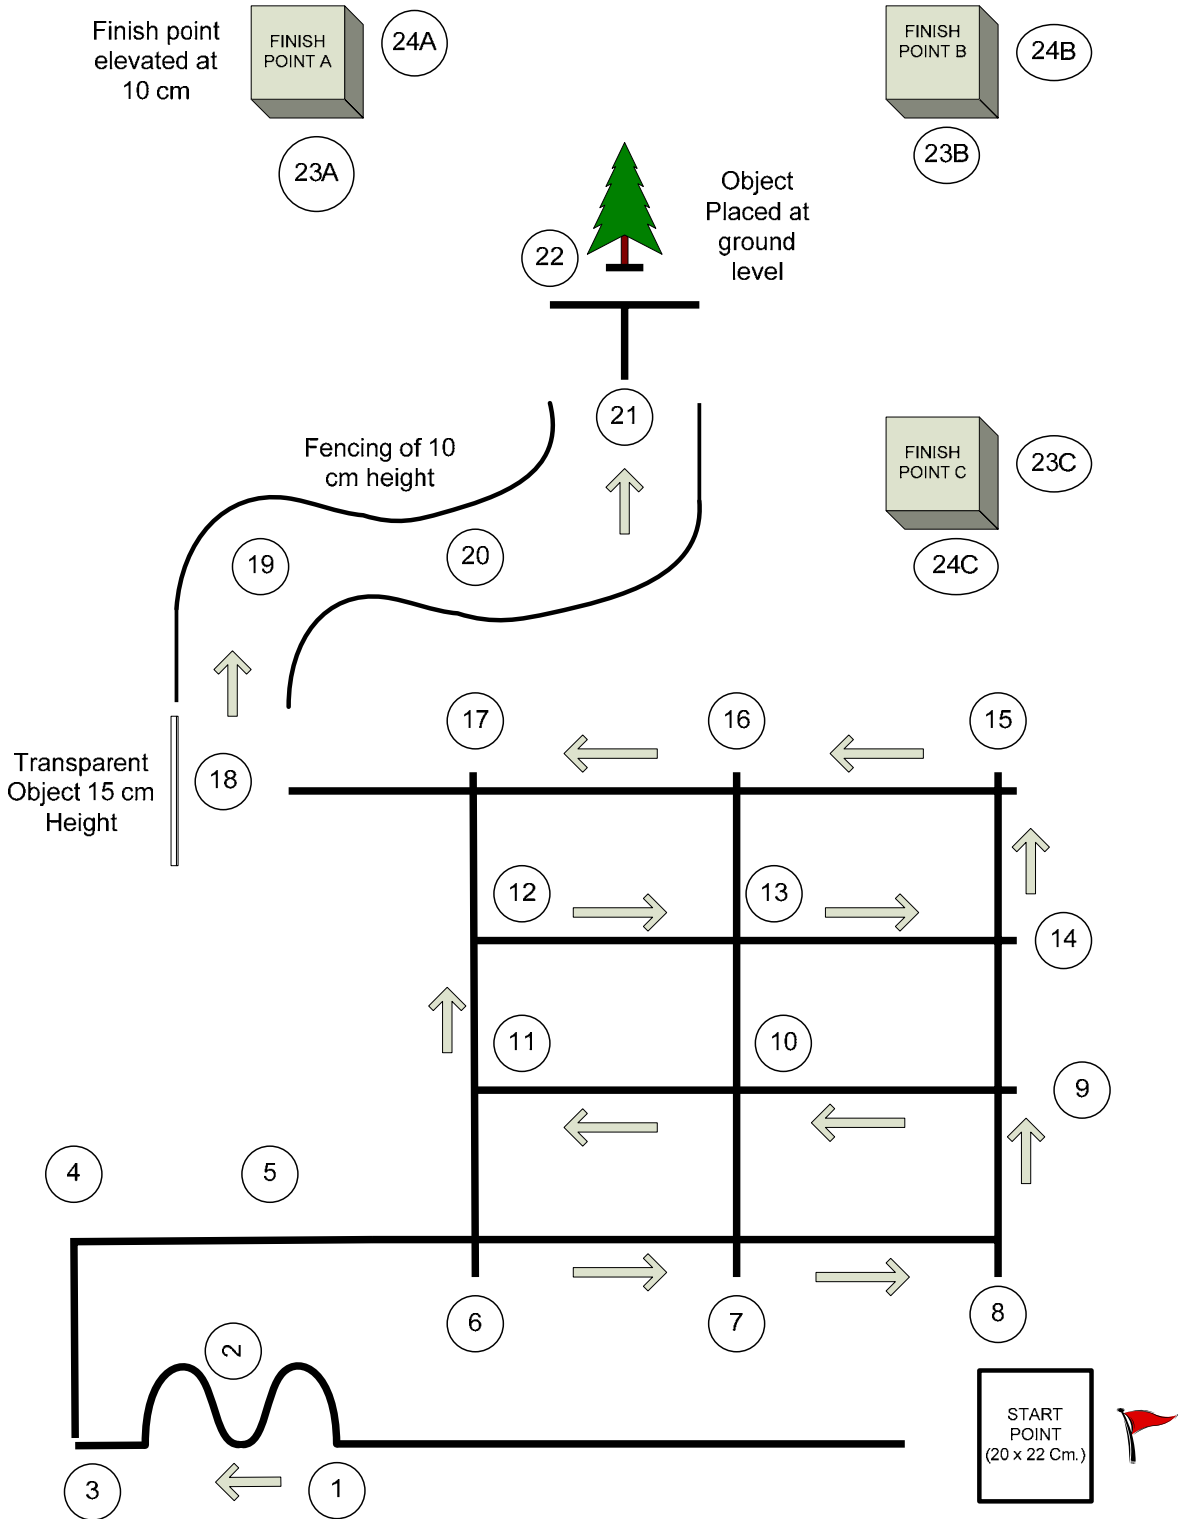 Finish point
elevated at
10 cm
FINISH
POINT A
24A
23A
FINISH
POINT B
24B
23B
Object
Placed at
ground
level
22
21
Fencing of 10
cm height
FINISH
POINT C
23C
24C
19
20
17
16
15
Transparent
Object 15 cm
Height
18
12
13
14
11
10
9
4
5
6
7
8
2
START
POINT
(20 x 22 Cm.)
3
1